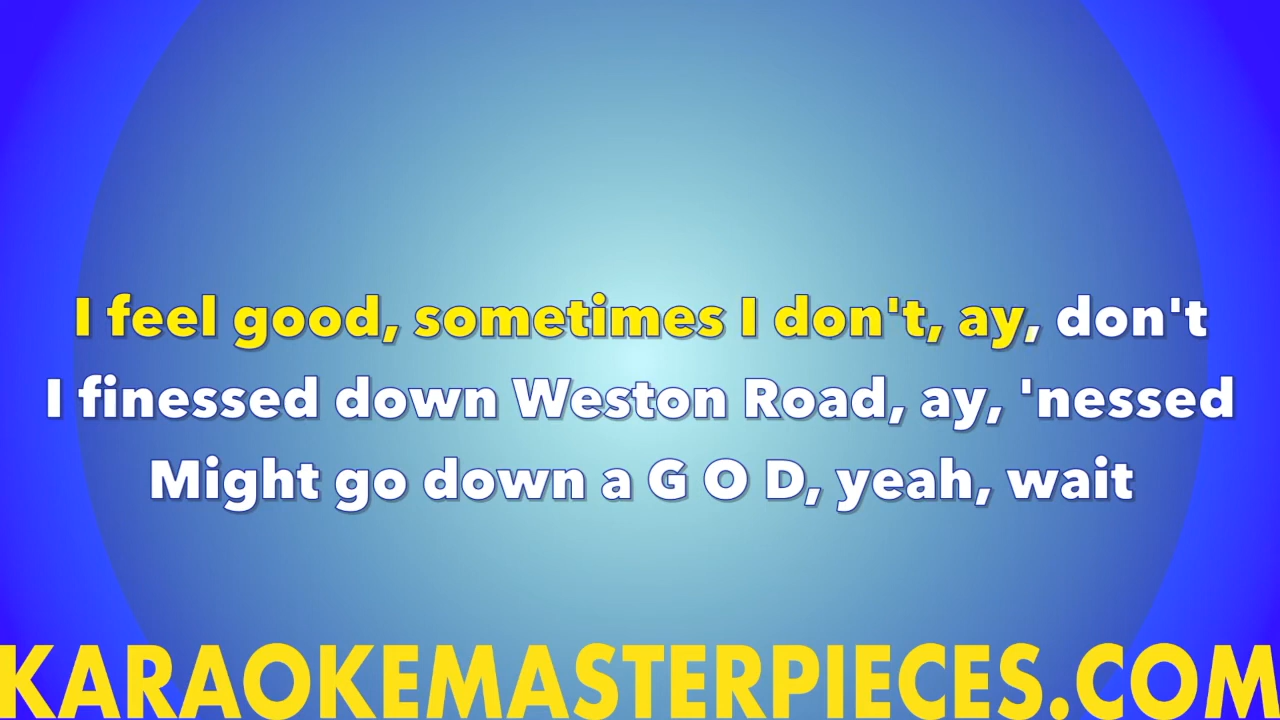 I feel good, sometimes I don't, ay, don't
I finessed down Weston Road, ay, 'nessed
Might go down a G O D, yeah, wait
KARAOKEMASTERPIECES.COM